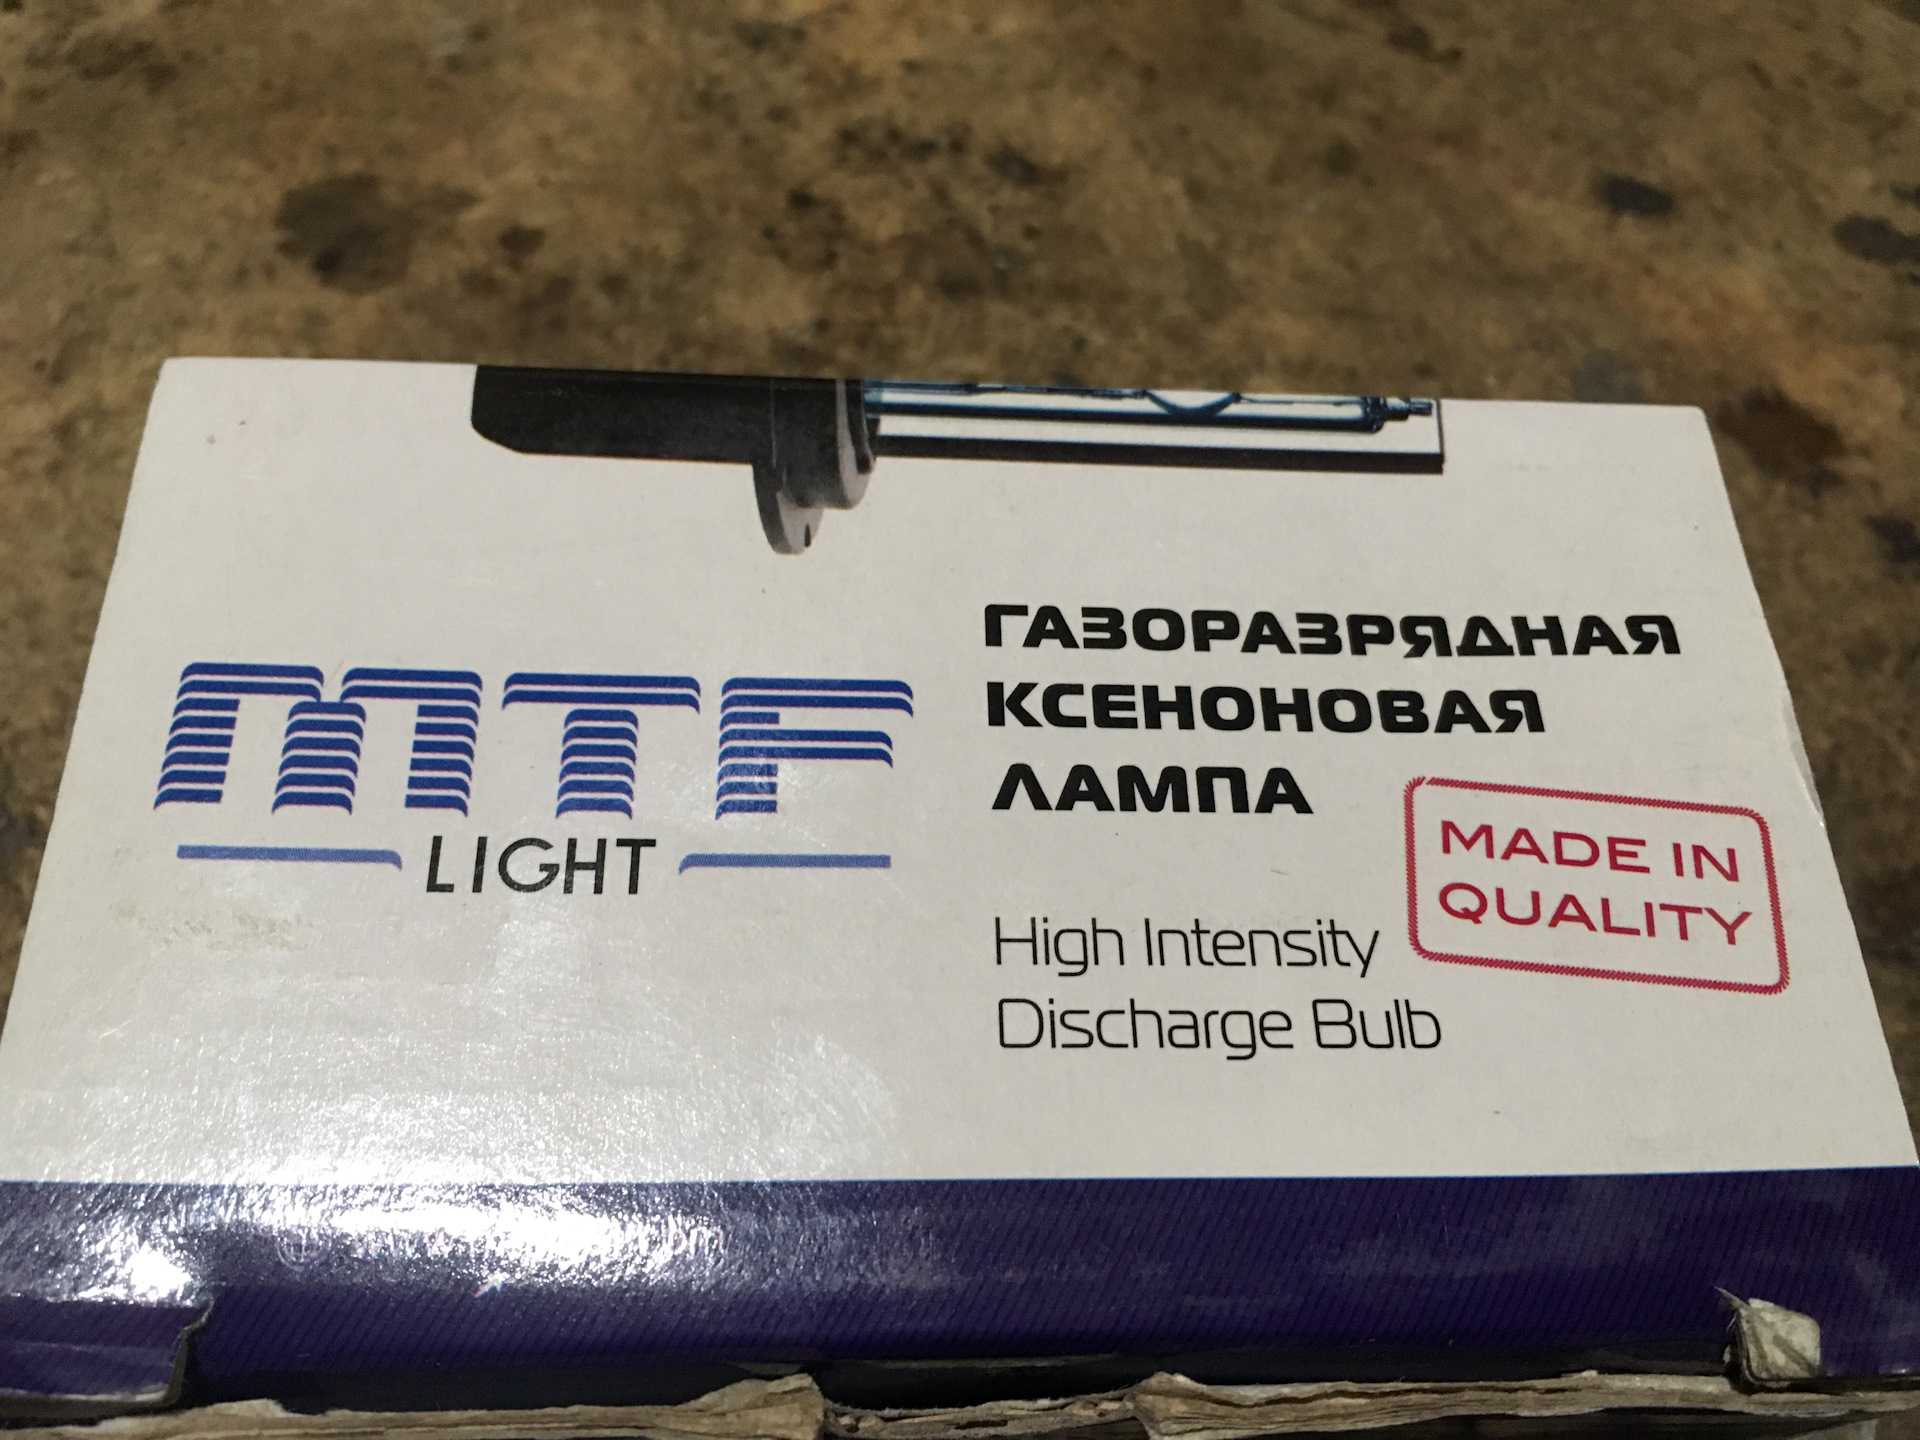 MTF
LIGHT
ГАЗОРАЗРЯДНАЯ
КСЕНОНОВАЯ
ЛАМПА
MADE IN
QUALITY
High Intensity
Discharge Bulb